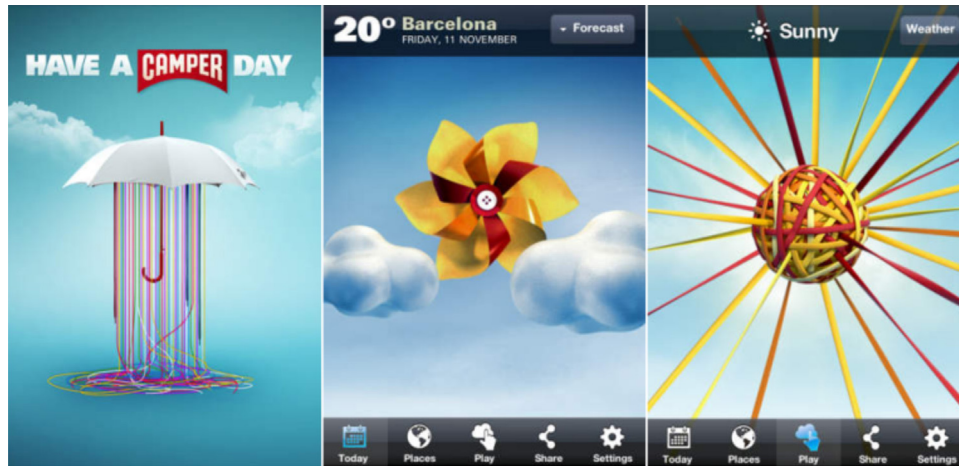 HAVE A CAMPER DAY
20º Barcelona
FRIDAY, 11 NOVEMBER
Forecast
Today Places Play Share Settings
Sunny
Weather
Today Places Play Share Settings